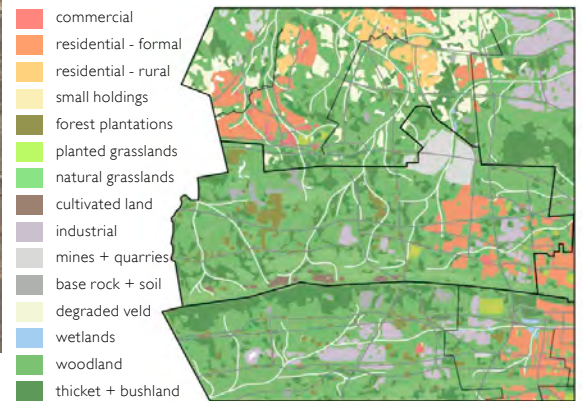 commercial
residential - formal
residential - rural
small holdings
forest plantations
planted grasslands
natural grasslands
cultivated land
industrial
mines + quarries
base rock + soil
degraded veld
wetlands
woodland
thicket + bushland